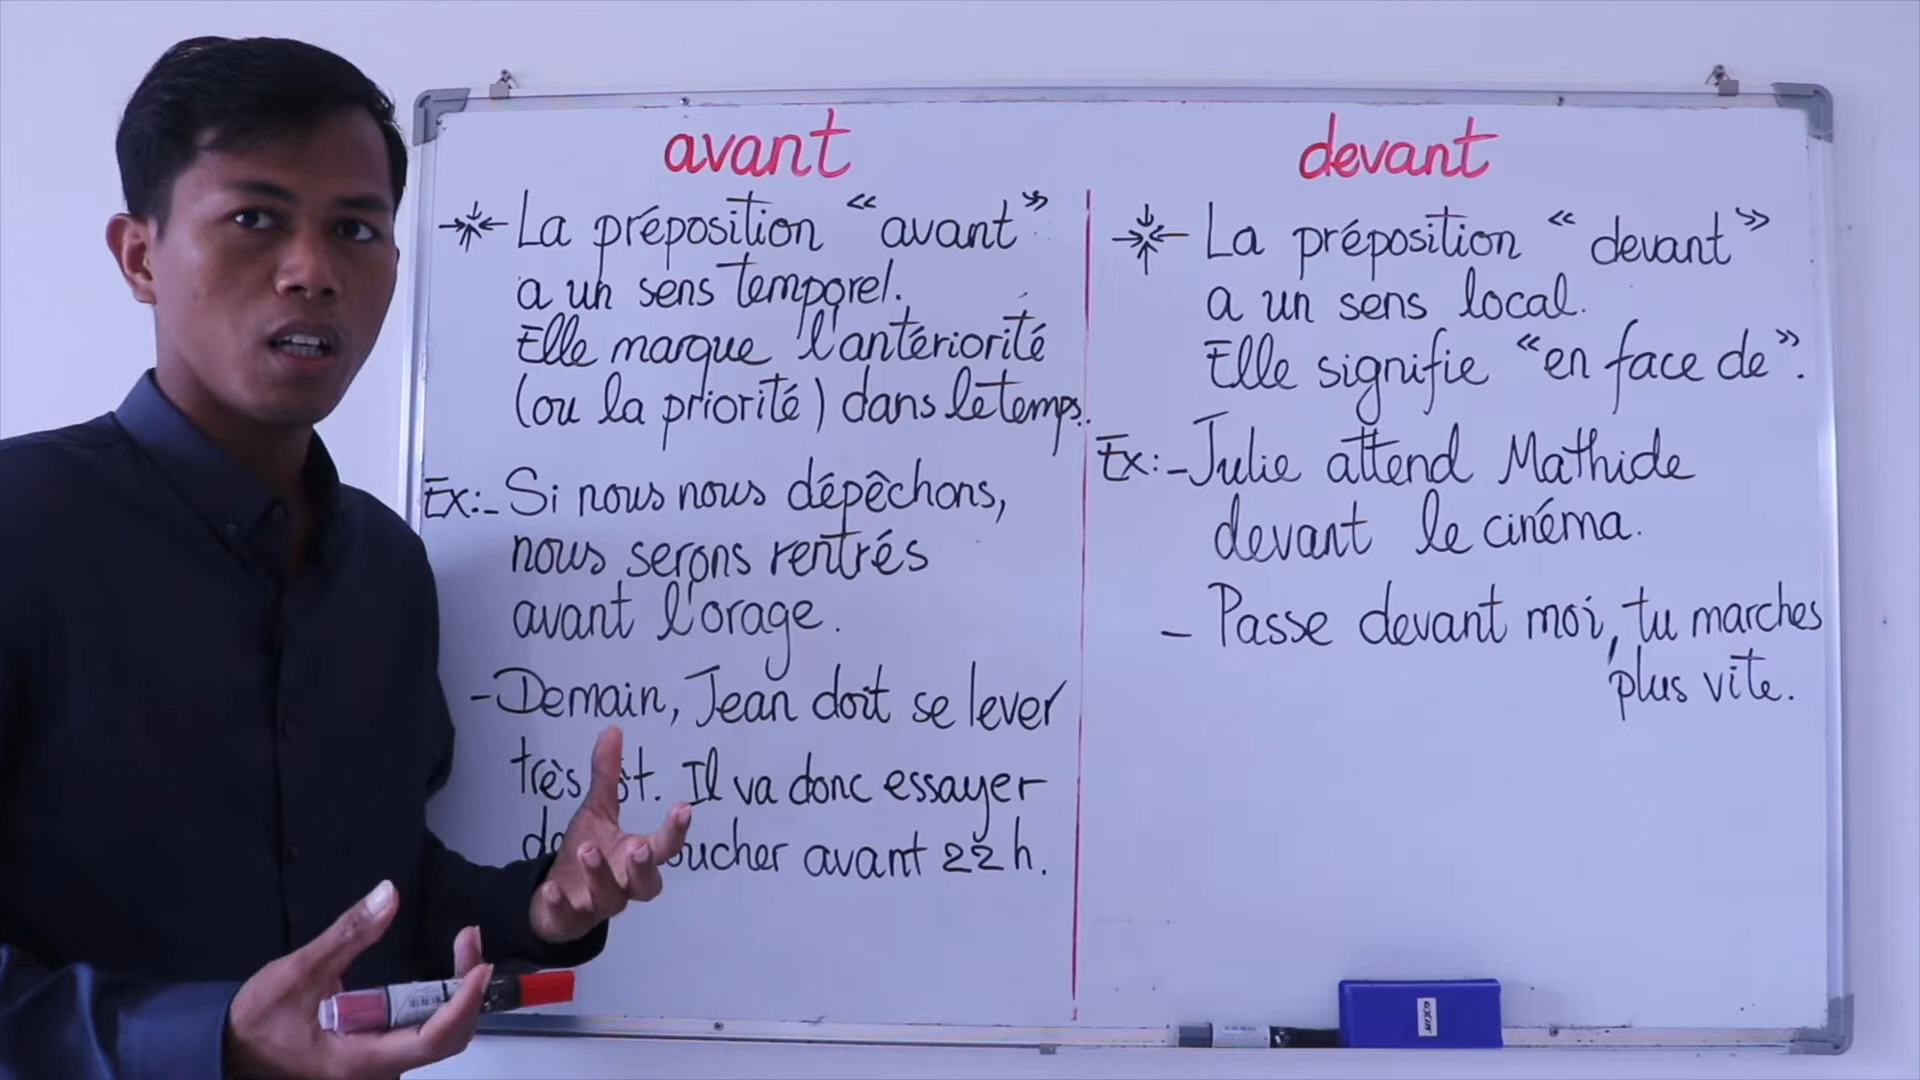 avant
La préposition “avant”
a un sens temporel.
Elle marque l'antériorité
(ou la priorité) dans le temps.
Ex:- Si nous nous dépêchons,
nous serons rentrés
avant l'orage.
- Demain, Jean doit se lever
très . Il va donc essayer
avant 22h.
devant
La préposition “devant”
a un sens local.
Elle signifie “en face de”.
Ex:- Julie attend Mathide
devant le cinéma.
- Passe devant moi, tu marches
plus vite.